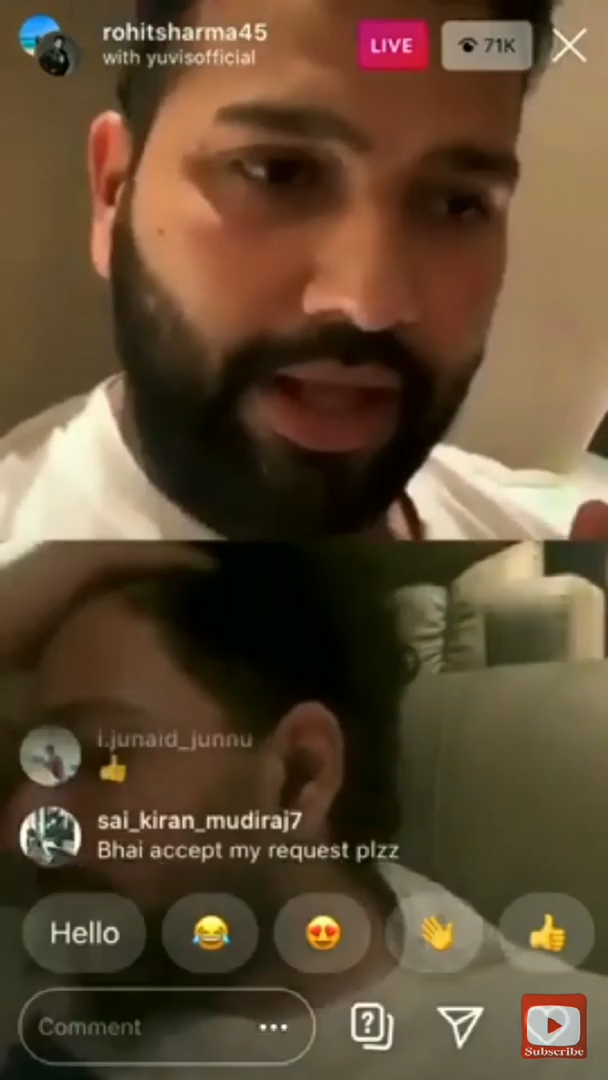 rohitsharma45
with yuvisofficial
LIVE
71K
i.junaid_junnu
sai_kiran_mudiraj7
Bhai accept my request plzz
Hello
Comment
Subscribe